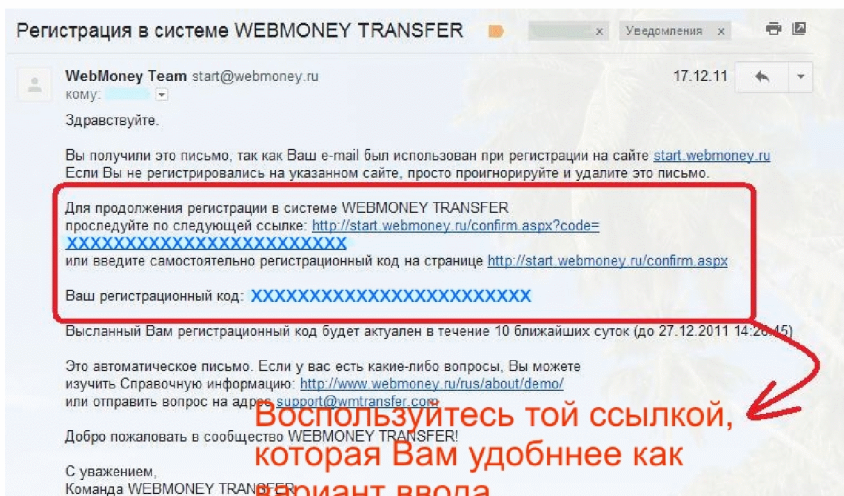 Регистрация в системе WEBMONEY TRANSFER x Уведомления x
WebMoney Team start@webmoney.ru 17.12.11
кому:
Здравствуйте.
Вы получили это письмо, так как Ваш e-mail был использован при регистрации на сайте start.webmoney.ru
Если Вы не регистрировались на указанном сайте, просто проигнорируйте и удалите это письмо.
Для продолжения регистрации в системе WEBMONEY TRANSFER
проследуйте по следующей ссылке: http://start.webmoney.ru/confirm.aspx?code=
XXXXXXXXXXXXXXXXXXXXXXXX
или введите самостоятельно регистрационный код на странице http://start.webmoney.ru/confirm.aspx
Ваш регистрационный код: XXXXXXXXXXXXXXXXXXXXXXXX
Высланный Вам регистрационный код будет актуален в течение 10 ближайших суток (до 27.12.2011 14:26:45)
Это автоматическое письмо. Если у вас есть какие-либо вопросы, Вы можете
изучить Справочную информацию: http://www.webmoney.ru/rus/about/demo/
или отправить вопрос на адрес support@wmtransfer.com
Воспользуйтесь той ссылкой,
Добро пожаловать в сообщество WEBMONEY TRANSFER!
которая Вам удобннее как
С уважением,
Команда WEBMONEY TRANSFER
вариант ввода